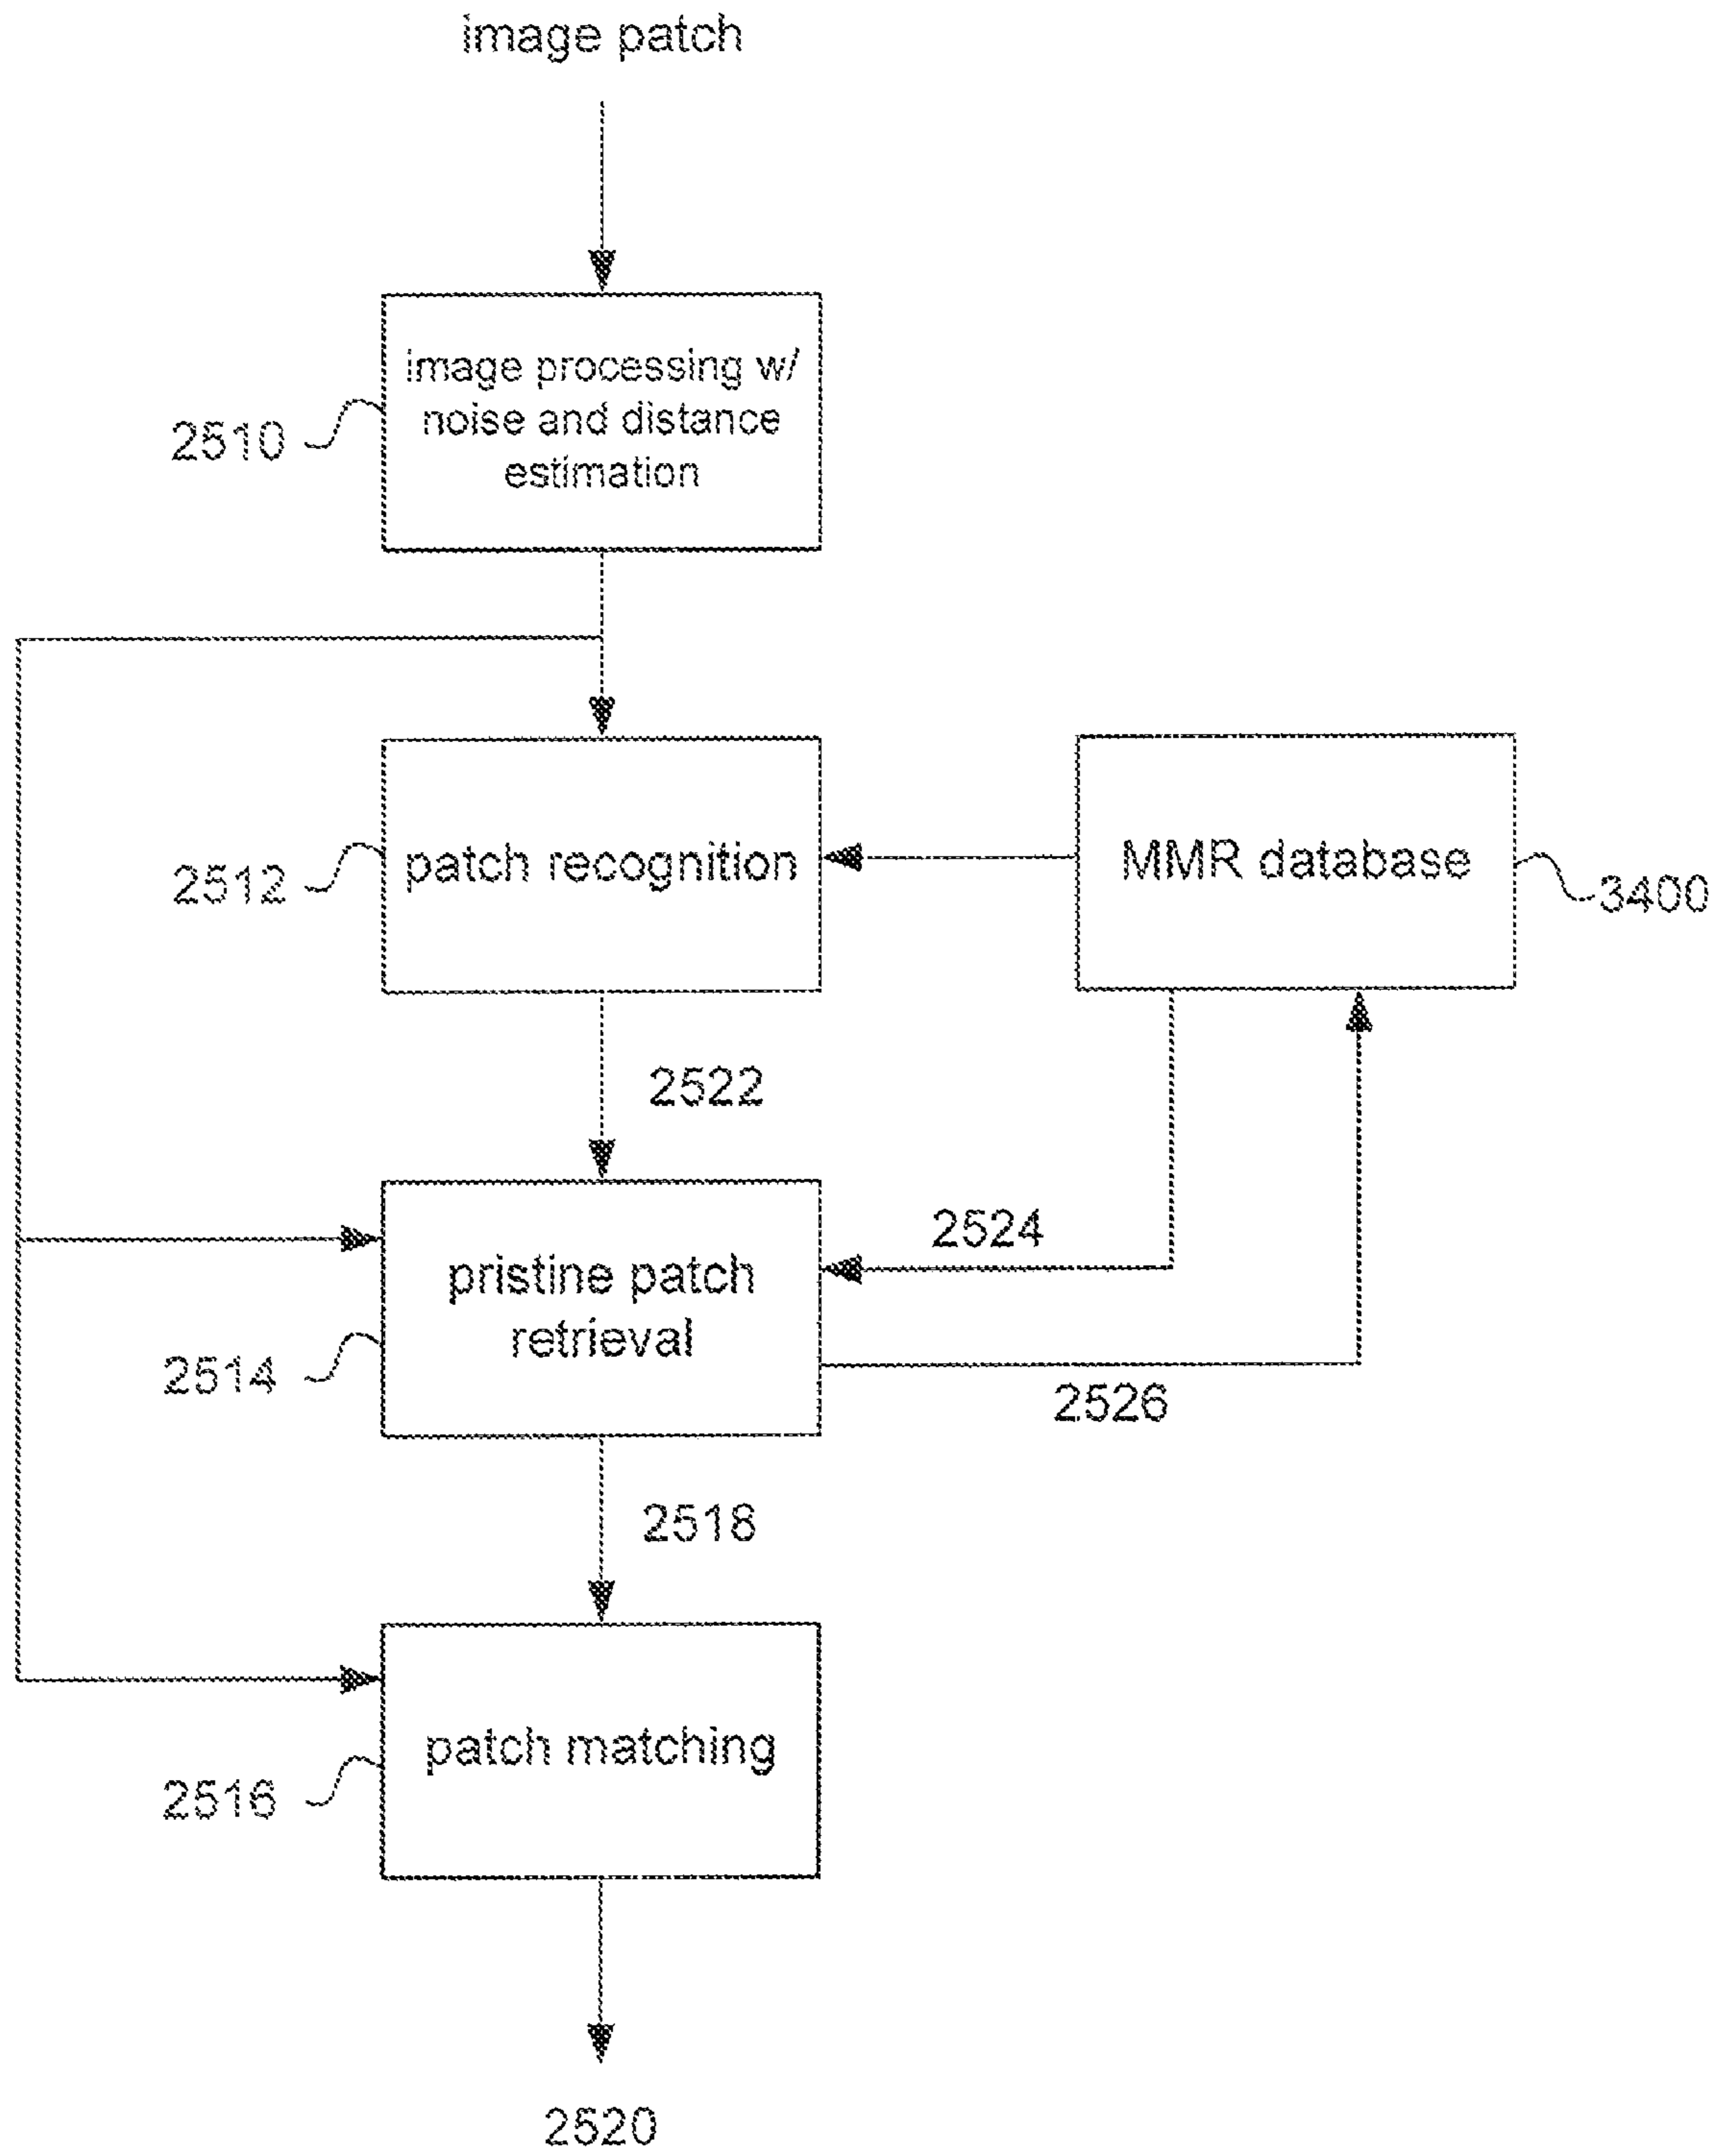 image patch
image processing w/
noise and distance
estimation
2510
patch recognition
2512
MMR database
3400
2522
2524
pristine patch
retrieval
2514
2526
2518
patch matching
2516
2520